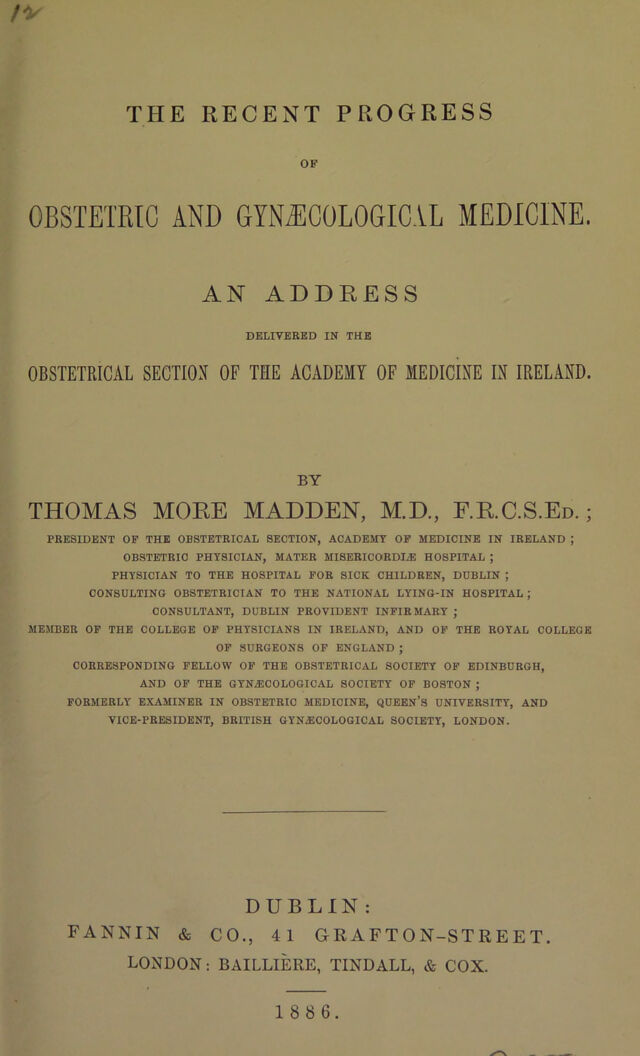 12
THE RECENT PROGRESS
OF
OBSTETRIC AND GYNÆCOLOGICAL MEDICINE.
AN ADDRESS
DELIVERED IN THE
OBSTETRICAL SECTION OF THE ACADEMY OF MEDICINE IN IRELAND.
BY
THOMAS MORE MADDEN, M.D., F.R.C.S.ED.;
PRESIDENT OF THE OBSTETRICAL SECTION, ACADEMY OF MEDICINE IN IRELAND ;
OBSTETRIC PHYSICIAN, MATER MISERICORDIÆ HOSPITAL ;
PHYSICIAN TO THE HOSPITAL FOR SICK CHILDREN, DUBLIN ;
CONSULTING OBSTETRICIAN TO THE NATIONAL LYING-IN HOSPITAL ;
CONSULTANT, DUBLIN PROVIDENT INFIRMARY ;
MEMBER OF THE COLLEGE OF PHYSICIANS IN IRELAND, AND OF THE ROYAL COLLEGE
OF SURGEONS OF ENGLAND ;
CORRESPONDING FELLOW OF THE OBSTETRICAL SOCIETY OF EDINBURGH,
AND OF THE GYNÆCOLOGICAL SOCIETY OF BOSTON ;
FORMERLY EXAMINER IN OBSTETRIC MEDICINE, QUEEN'S UNIVERSITY, AND
VICE-PRESIDENT, BRITISH GYNÆCOLOGICAL SOCIETY, LONDON.
DUBLIN:
FANNIN & CO., 41 GRAFTON-STREET.
LONDON: BAILLIÈRE, TINDALL, & COX.
1886.